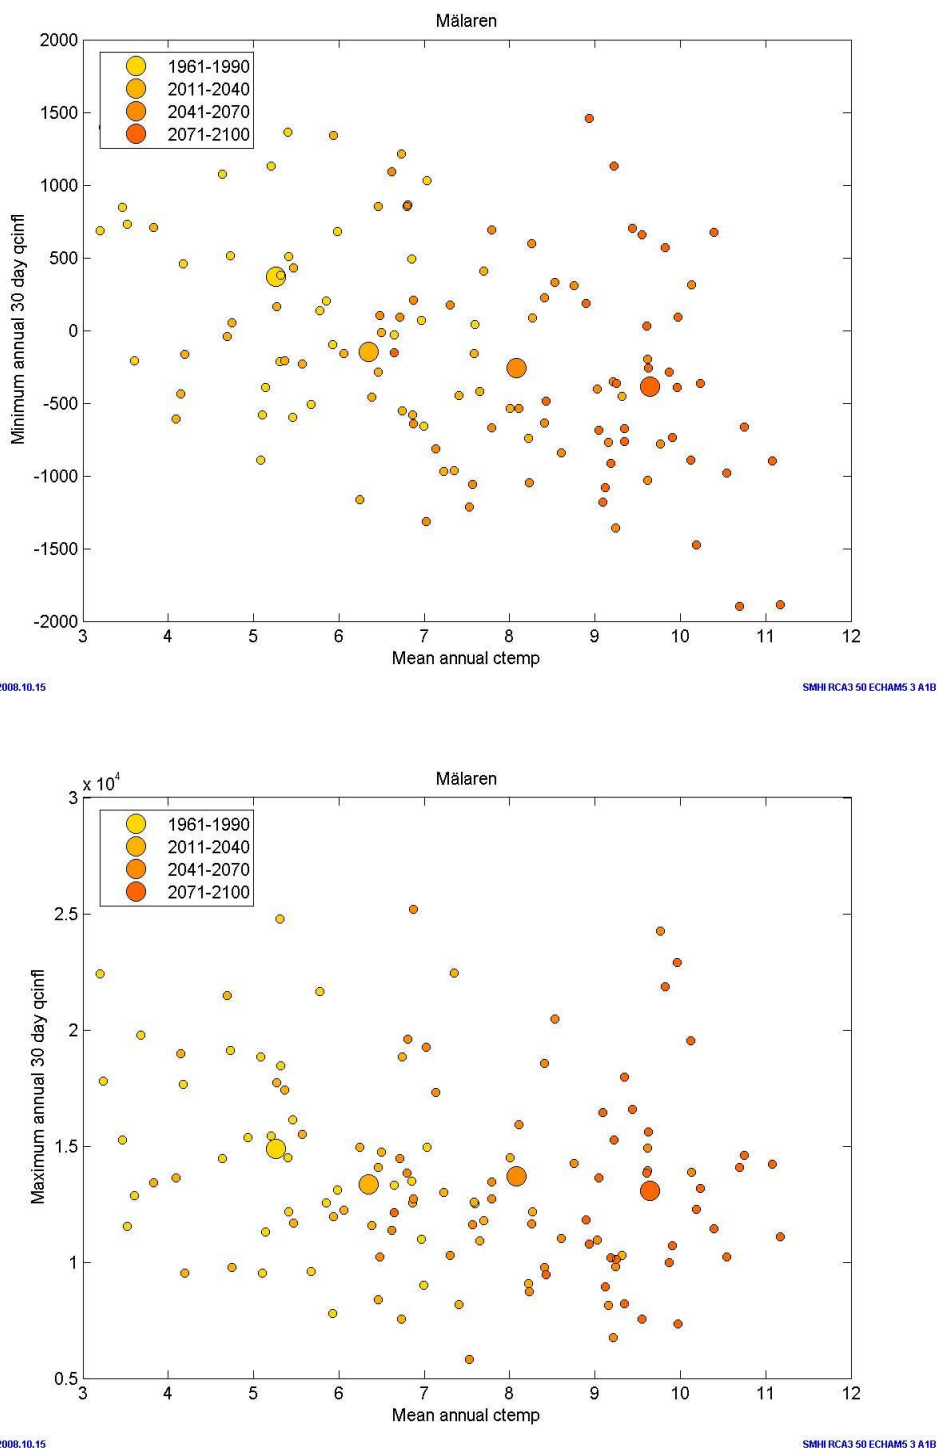 Mälaren
2000
1961-1990
2011-2040
2041-2070
2071-2100
1500
1000
500
0
-500
-1000
-1500
-2000
Minimum annual 30 day qcinfl
3 4 5 6 7 8 9 10 11 12
Mean annual ctemp
2008.10.15 SMHI RCA3 50 ECHAM5 3 A1B
Mälaren
x 10^4
3
1961-1990
2011-2040
2041-2070
2071-2100
2.5
2
1.5
1
0.5
Maximum annual 30 day qcinfl
3 4 5 6 7 8 9 10 11 12
Mean annual ctemp
2008.10.15 SMHI RCA3 50 ECHAM5 3 A1B